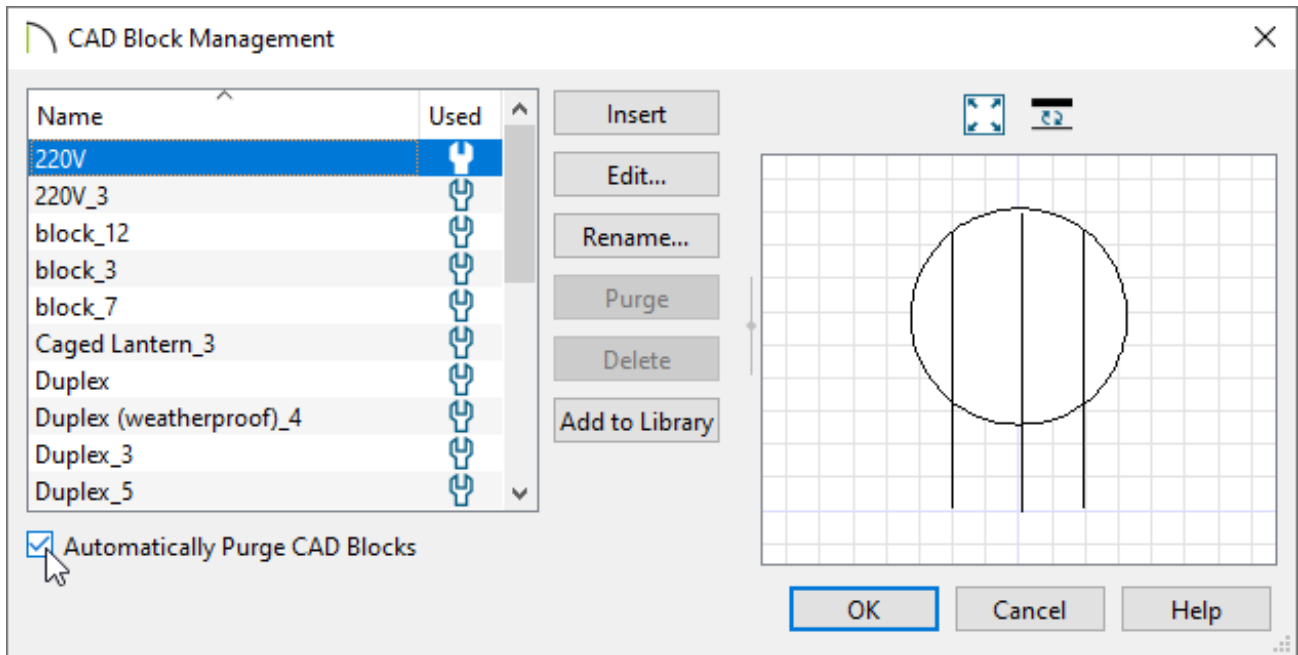 CAD Block Management
Name Used
220V
220V_3
block_12
block_3
block_7
Caged Lantern_3
Duplex
Duplex (weatherproof)_4
Duplex_3
Duplex_5
Automatically Purge CAD Blocks
Insert
Edit...
Rename...
Purge
Delete
Add to Library
OK Cancel Help